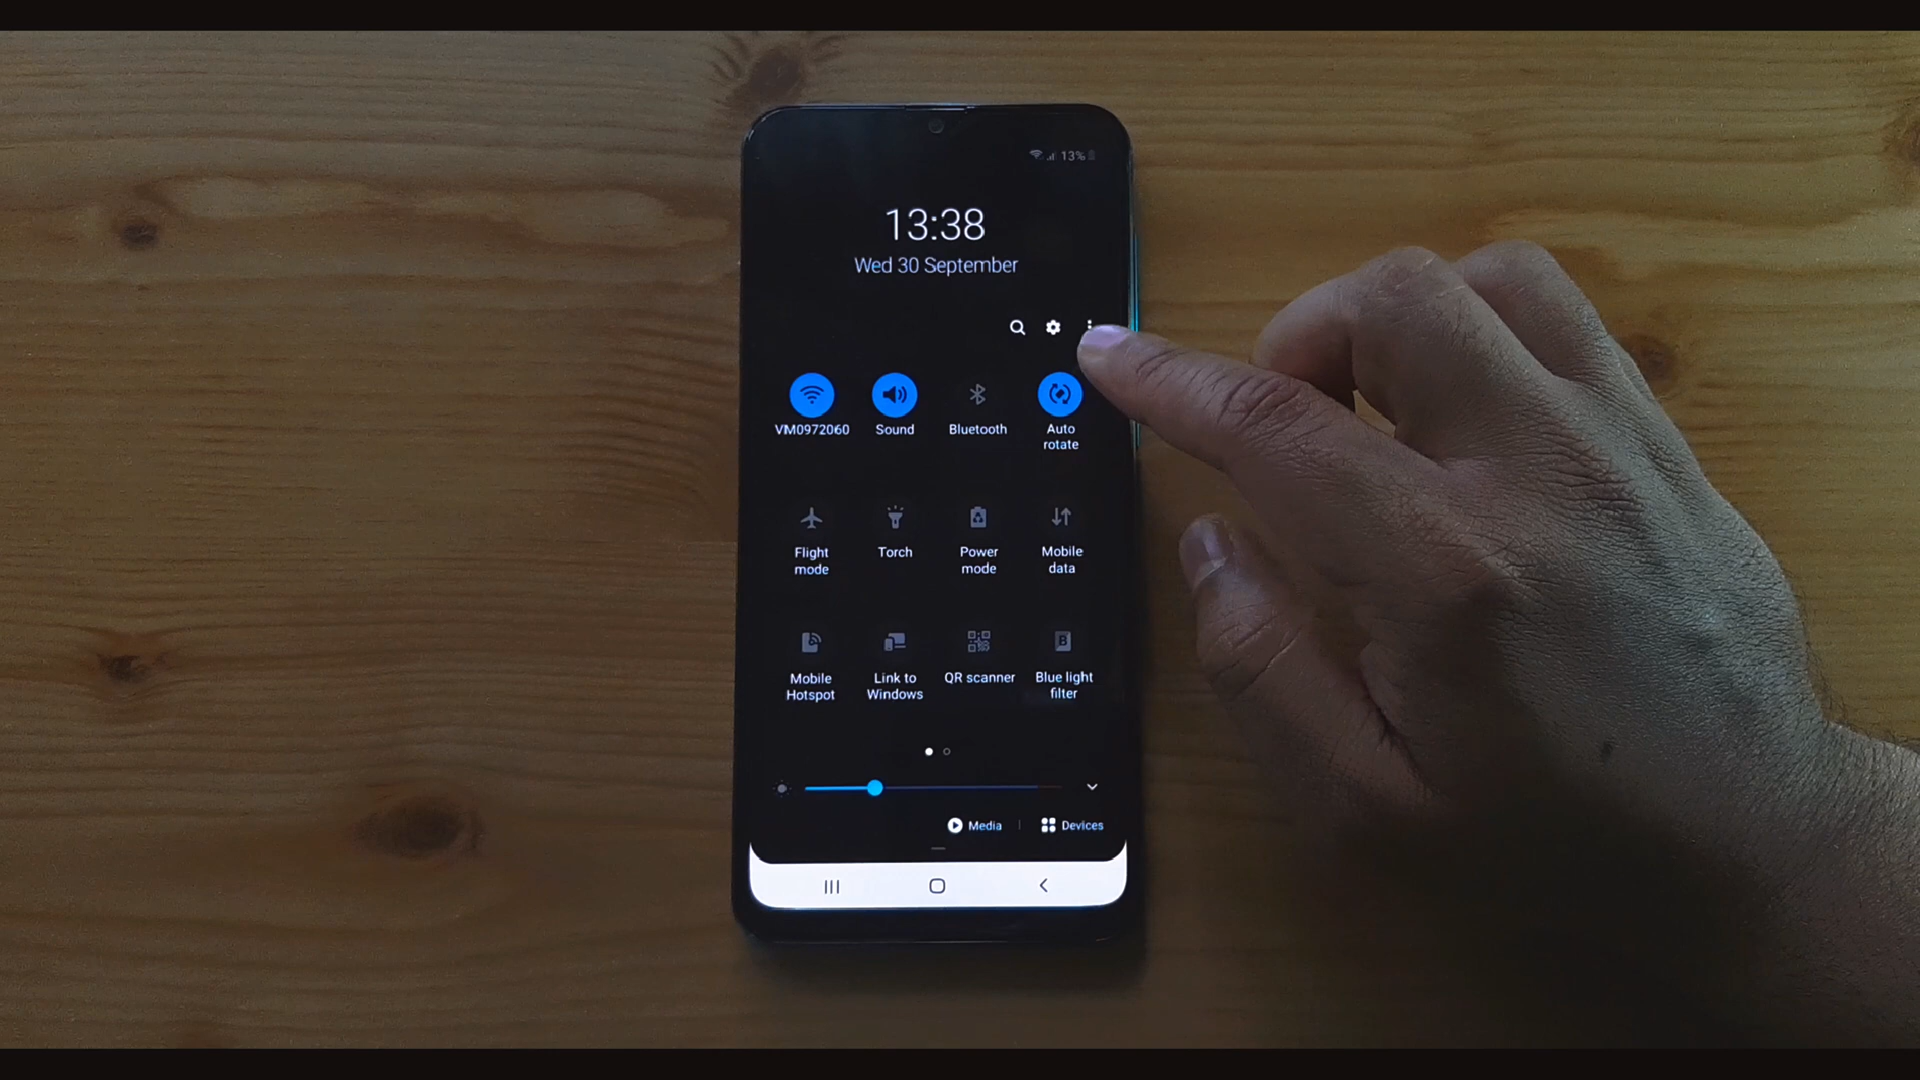 13%
13:38
Wed 30 September
VM0972060 Sound Bluetooth Auto
rotate
Flight Torch Power Mobile
mode mode data
Mobile Link to QR scanner Blue light
Hotspot Windows filter
Media | Devices